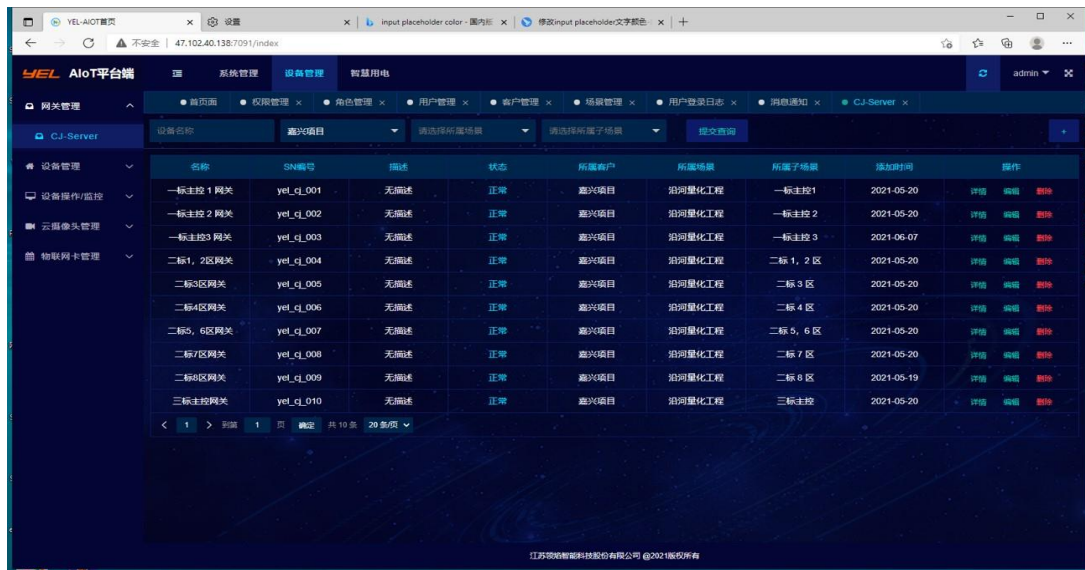 YEL-AIOT首页
设置
input placeholder color - 国内版
修改input placeholder文字颜色
不安全 47.102.40.138:7091/index
YEL AIoT平台端
系统管理 设备管理 智慧用电
admin
网关管理
首页面 权限管理 角色管理 用户管理 客户管理 场景管理 用户登录日志 消息通知 CJ-Server
CJ-Server
设备名称 嘉兴项目 请选择所属场景 请选择所属子场景 提交查询 +
设备管理
设备操作/监控
云摄像头管理
物联网卡管理
名称 SN编号 描述 状态 所属客户 所属场景 所属子场景 添加时间 操作
一标主控 1 网关 yel_cj_001 无描述 正常 嘉兴项目 沿河量化工程 一标主控1 2021-05-20 详情 编辑 删除
一标主控 2 网关 yel_cj_002 无描述 正常 嘉兴项目 沿河量化工程 一标主控 2 2021-05-20 详情 编辑 删除
一标主控3 网关 yel_cj_003 无描述 正常 嘉兴项目 沿河量化工程 一标主控 3 2021-06-07 详情 编辑 删除
二标1，2区网关 yel_cj_004 无描述 正常 嘉兴项目 沿河量化工程 二标 1，2 区 2021-05-20 详情 编辑 删除
二标3区网关 yel_cj_005 无描述 正常 嘉兴项目 沿河量化工程 二标 3 区 2021-05-20 详情 编辑 删除
二标4区网关 yel_cj_006 无描述 正常 嘉兴项目 沿河量化工程 二标 4 区 2021-05-20 详情 编辑 删除
二标5，6区网关 yel_cj_007 无描述 正常 嘉兴项目 沿河量化工程 二标 5，6 区 2021-05-20 详情 编辑 删除
二标7区网关 yel_cj_008 无描述 正常 嘉兴项目 沿河量化工程 二标 7 区 2021-05-20 详情 编辑 删除
二标8区网关 yel_cj_009 无描述 正常 嘉兴项目 沿河量化工程 二标 8 区 2021-05-19 详情 编辑 删除
三标主控网关 yel_cj_010 无描述 正常 嘉兴项目 沿河量化工程 三标主控 2021-05-20 详情 编辑 删除
1 到第 1 页 确定 共 10 条 20 条/页
江苏领焰智能科技股份有限公司 @2021版权所有